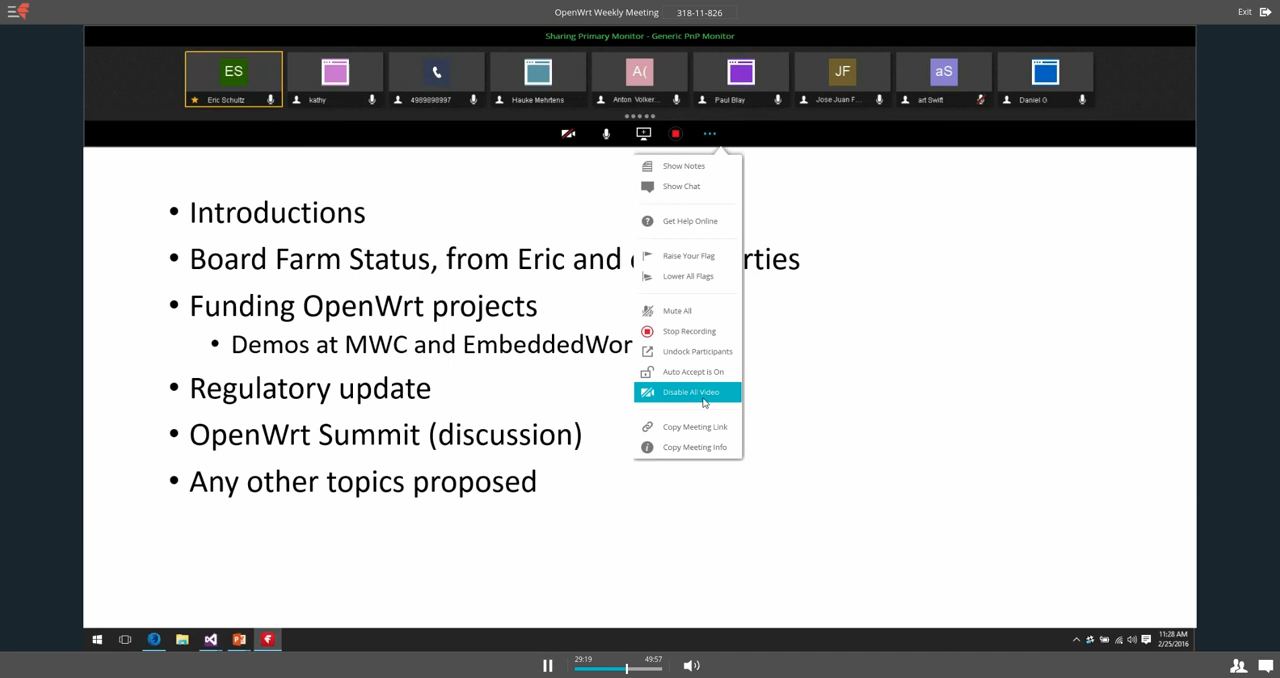 OpenWrt Weekly Meeting 318-11-826
Exit
Sharing Primary Monitor - Generic PnP Monitor
ES A( JF aS
Eric Schultz kathy 4989898997 Hauke Mehrtens Anton Volker... Paul Blay Jose Juan F... art Swift Daniel G
Show Notes
Show Chat
Get Help Online
Raise Your Flag
Lower All Flags
Mute All
Stop Recording
Undock Participants
Auto Accept is On
Disable All Video
Copy Meeting Link
Copy Meeting Info
• Introductions
• Board Farm Status, from Eric and rties
• Funding OpenWrt projects
• Demos at MWC and EmbeddedWor
• Regulatory update
• OpenWrt Summit (discussion)
• Any other topics proposed
11:28 AM
2/25/2016
29:19 49:57